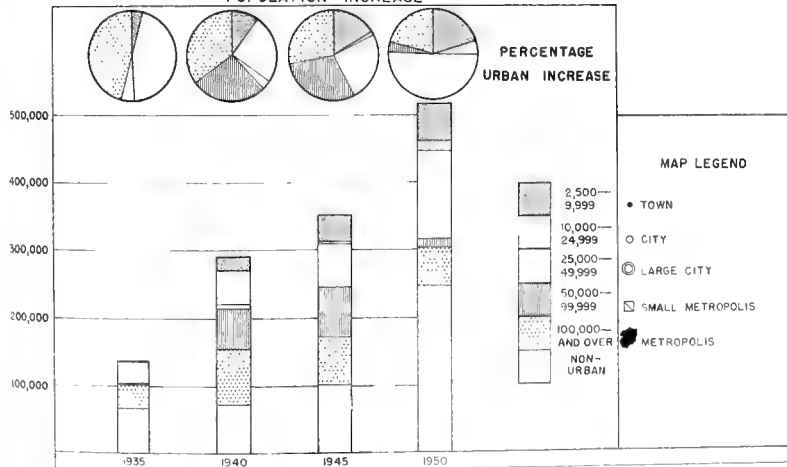 POPULATION INCREASE
PERCENTAGE
URBAN INCREASE
500,000
400,000
300,000
200,000
100,000
1935
1940
1945
1950
2,500—
9,999
10,000—
24,999
25,000—
49,999
50,000—
99,999
100,000—
AND OVER
NON-
URBAN
MAP LEGEND
TOWN
CITY
LARGE CITY
SMALL METROPOLIS
METROPOLIS